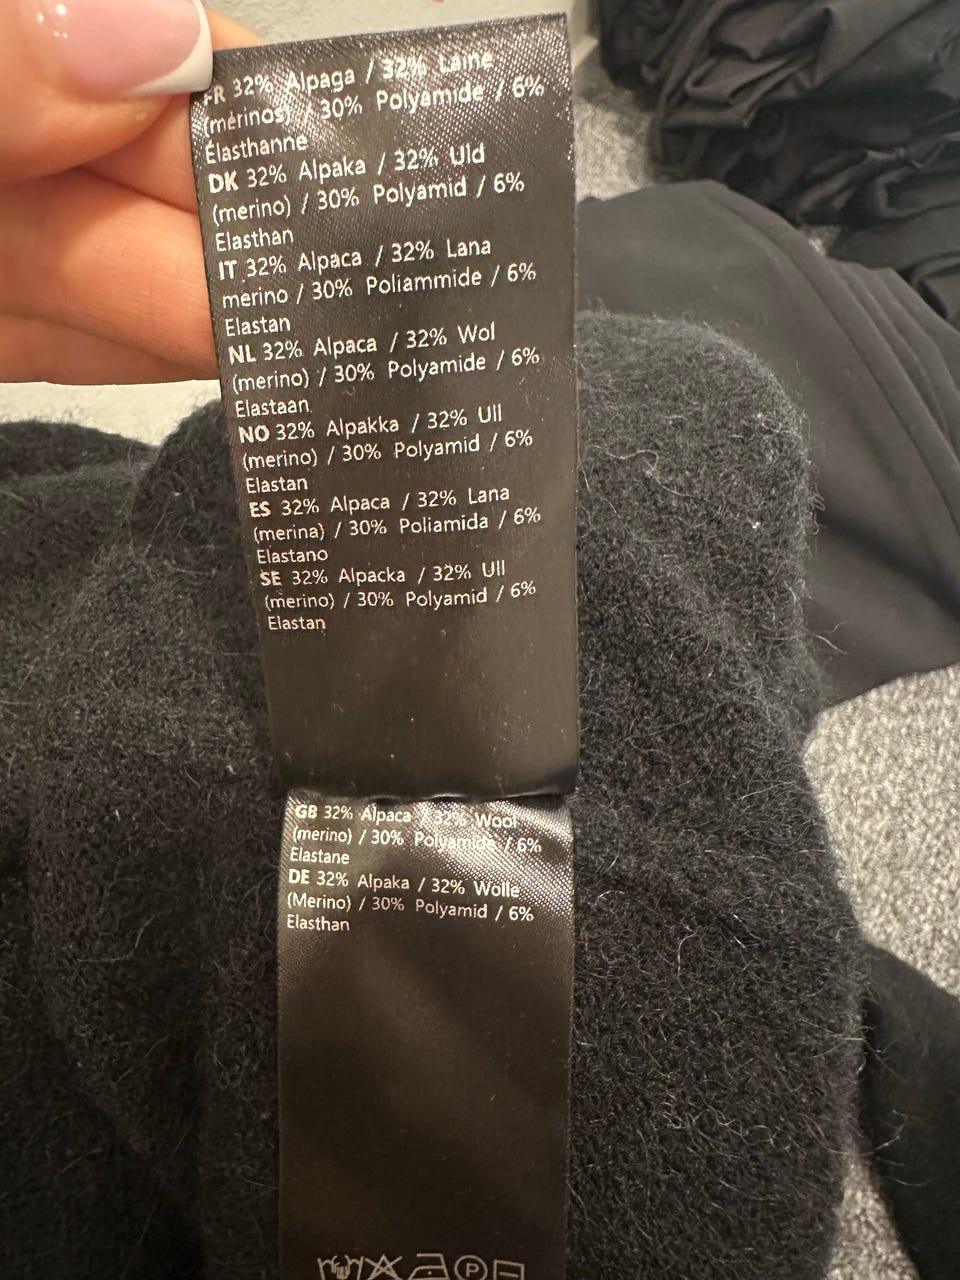 FR 32% Alpaga / 32% Laine
(mérinos) / 30% Polyamide / 6%
Élasthanne
DK 32% Alpaka / 32% Uld
(merino) / 30% Polyamid / 6%
Elasthan
IT 32% Alpaca / 32% Lana
merino / 30% Poliammide / 6%
Elastan
NL 32% Alpaca / 32% Wol
(merino) / 30% Polyamide / 6%
Elastaan
NO 32% Alpakka / 32% Ull
(merino) / 30% Polyamid / 6%
Elastan
ES 32% Alpaca / 32% Lana
(merina) / 30% Poliamida / 6%
Elastano
SE 32% Alpacka / 32% Ull
(merino) / 30% Polyamid / 6%
Elastan
GB 32% Alpaca / 32% Wool
(merino) / 30% Polyamide / 6%
Elastane
DE 32% Alpaka / 32% Wolle
(Merino) / 30% Polyamid / 6%
Elasthan
P